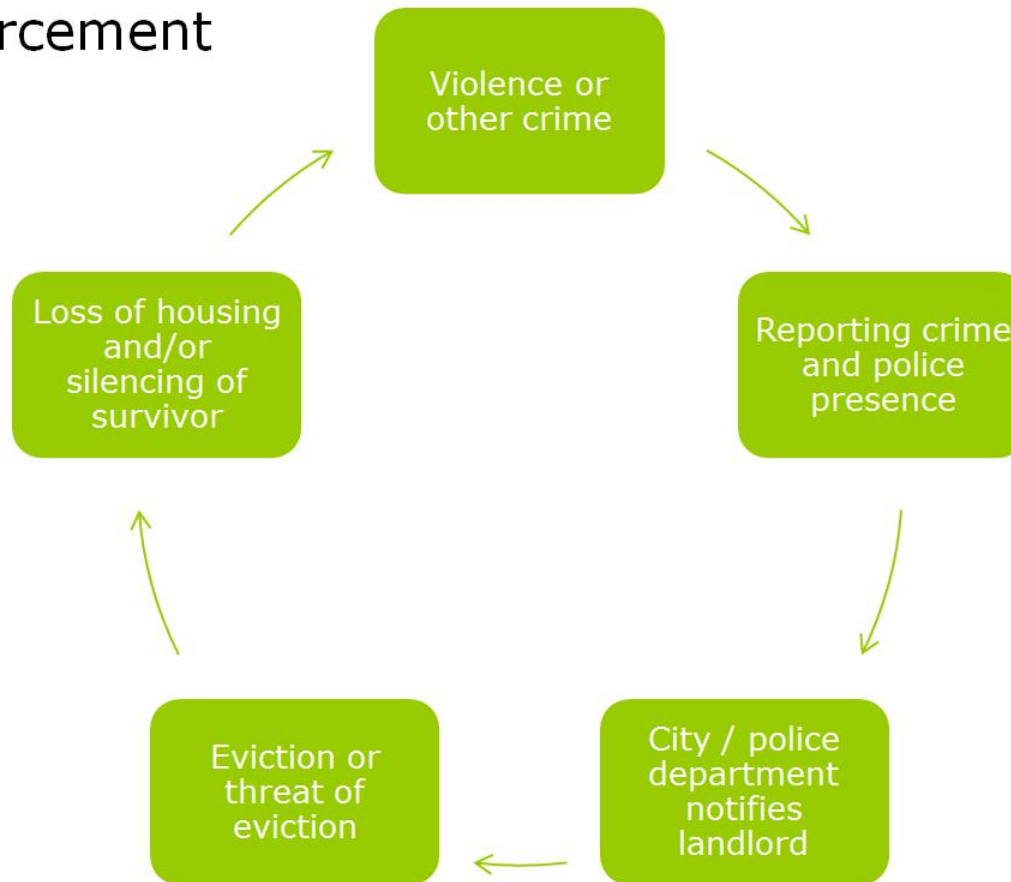 rcement
Violence or
other crime
Reporting crime
and police
presence
City / police
department
notifies
landlord
Eviction or
threat of
eviction
Loss of housing
and/or
silencing of
survivor